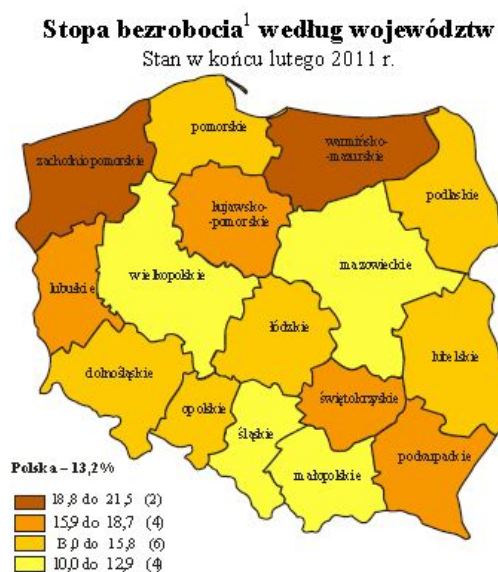 Stopa bezrobocia¹ według województw
Stan w końcu lutego 2011 r.
pomorskie
zachodniopomorskie
warmińsko-
-mazurskie
podlaskie
kujawsko-
-pomorskie
lubuskie
wielkopolskie
mazowieckie
łódzkie
lubelskie
dolnośląskie
opolskie
śląskie
świętokrzyskie
małopolskie
podkarpackie
Polska – 13,2%
18,8 do 21,5 (2)
15,9 do 18,7 (4)
13,0 do 15,8 (6)
10,0 do 12,9 (4)